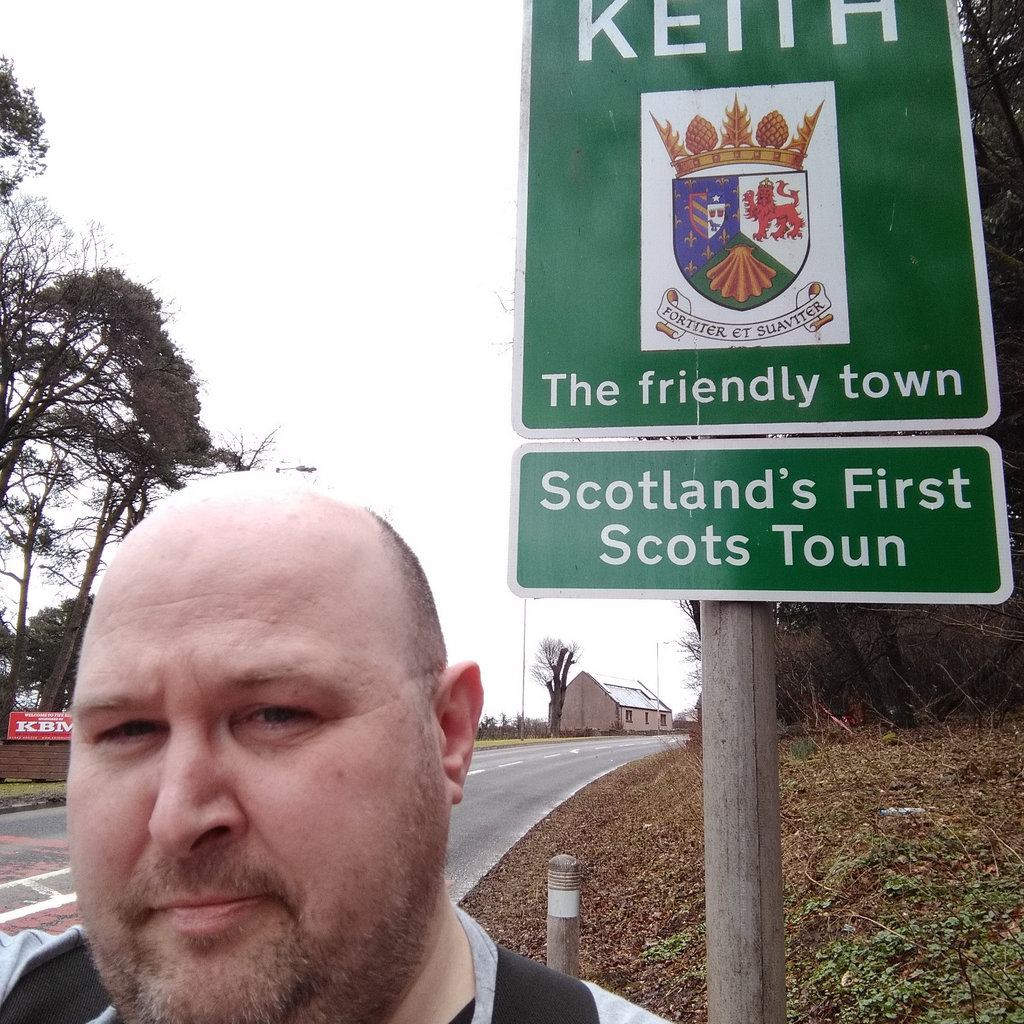 KEITH
FORTITER ET SUAVITER
The friendly town
Scotland's First
Scots Toun
KBM